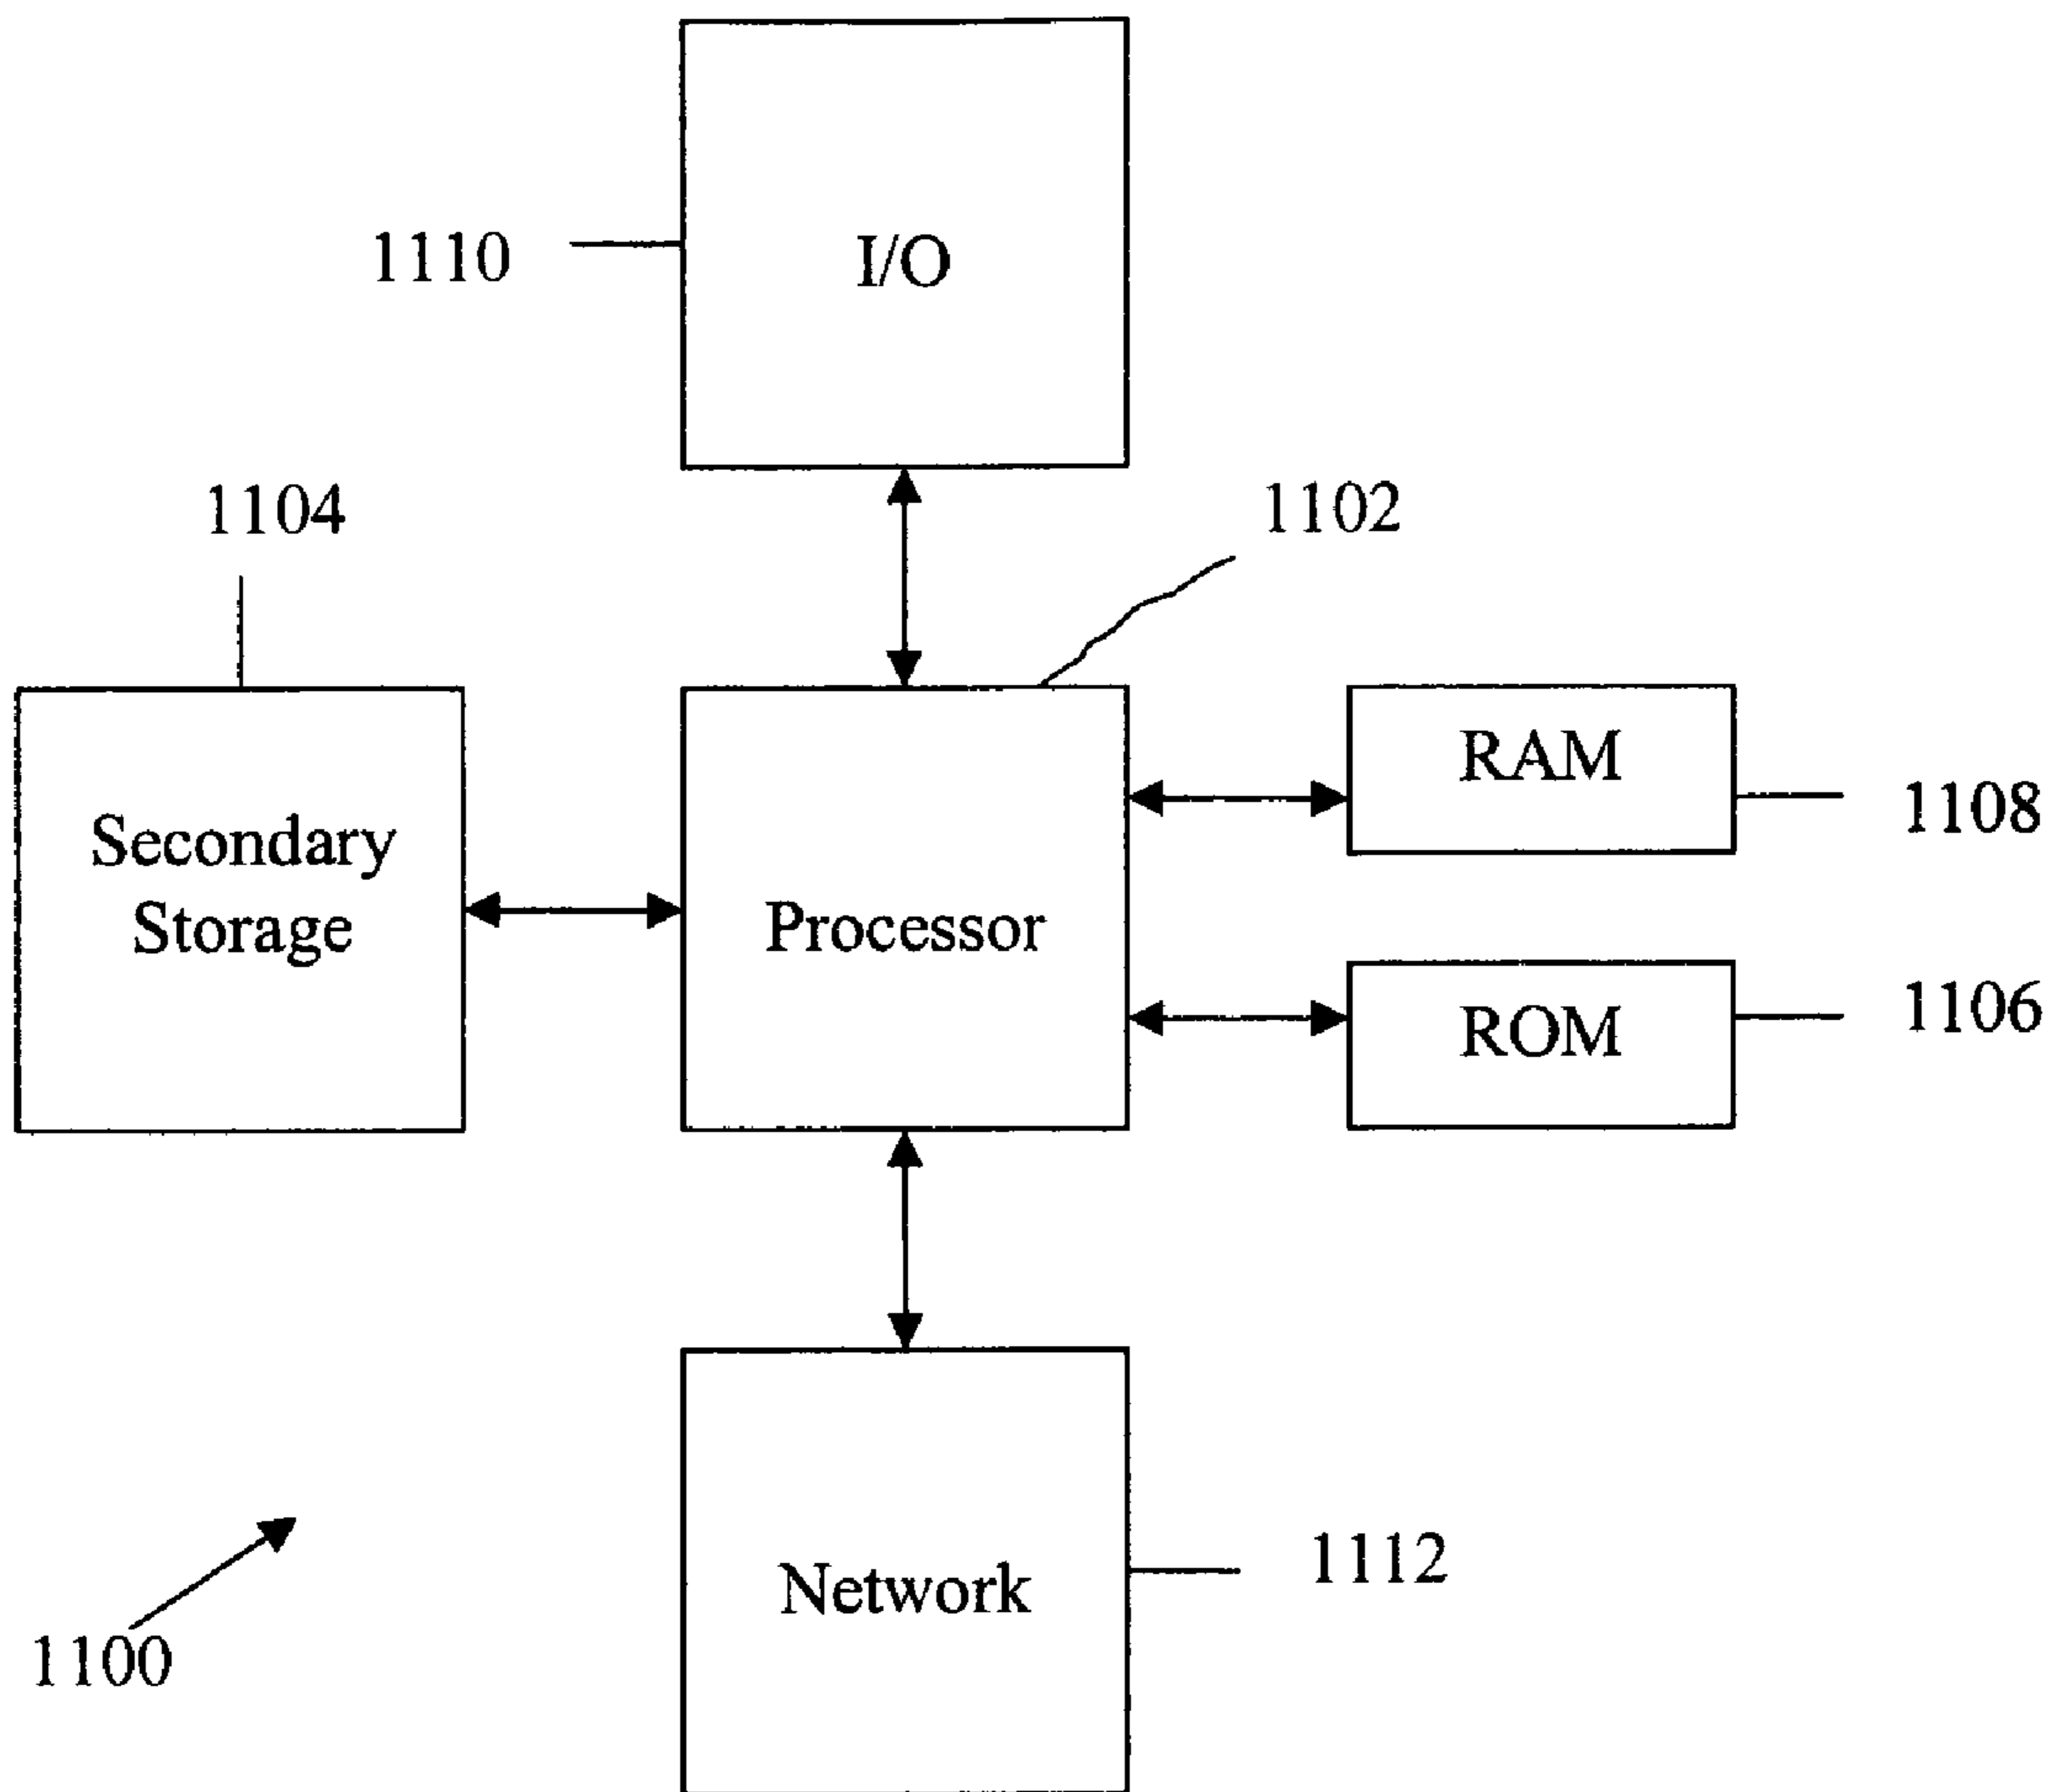 1110
I/O
1104
1102
Secondary
Storage
Processor
RAM
1108
ROM
1106
Network
1112
1100